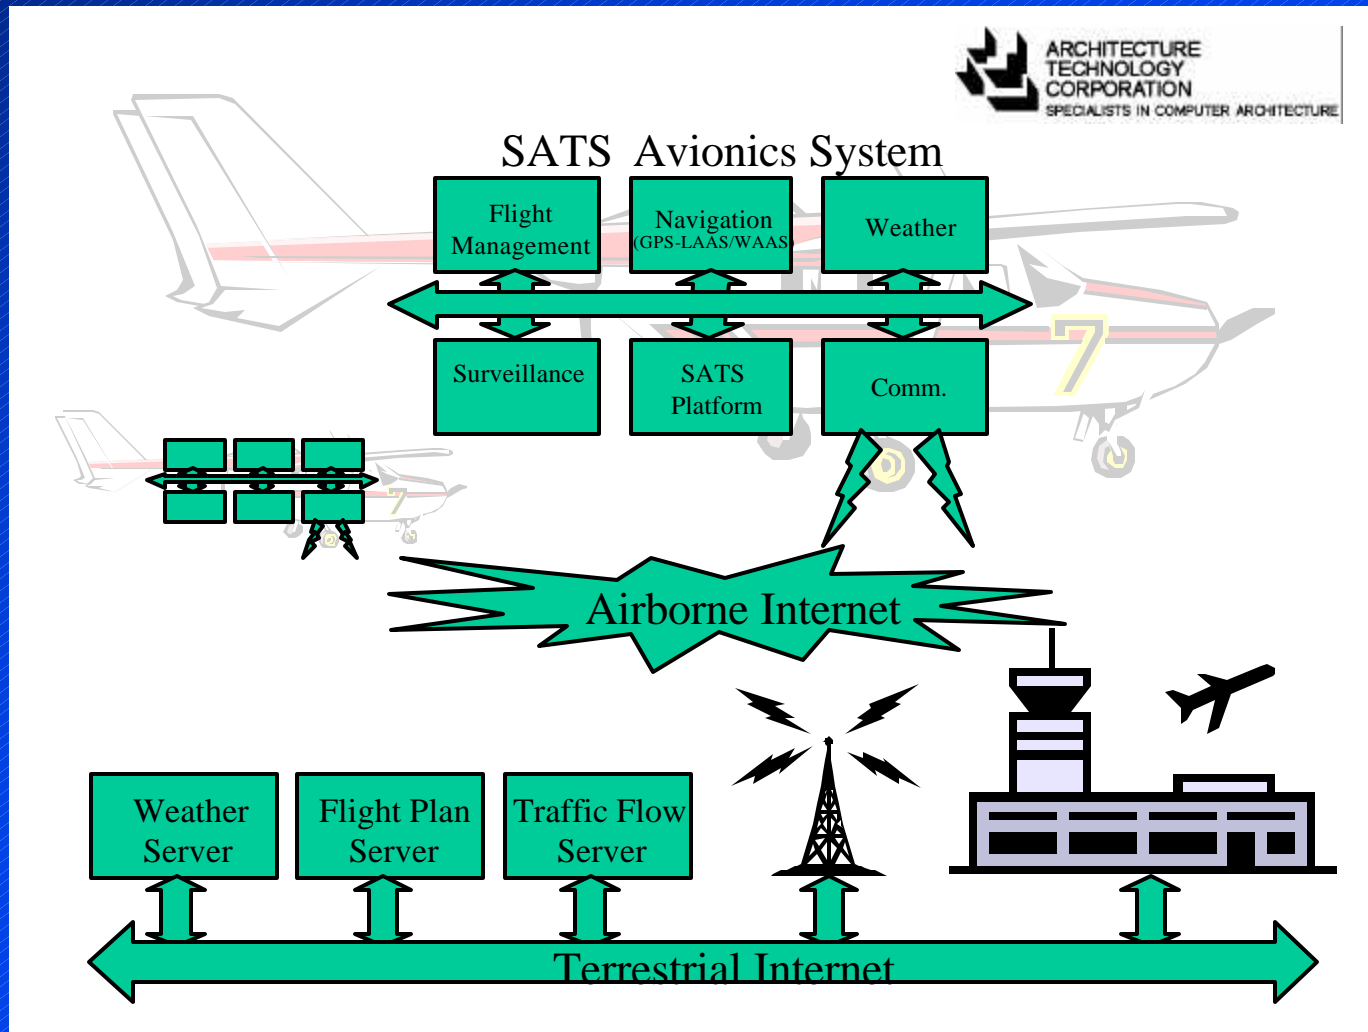 ARCHITECTURE
TECHNOLOGY
CORPORATION
SPECIALISTS IN COMPUTER ARCHITECTURE
SATS Avionics System
Flight
Management
Navigation
(GPS-LAAS/WAAS)
Weather
Surveillance
SATS
Platform
Comm.
7
7
Airborne Internet
Weather
Server
Flight Plan
Server
Traffic Flow
Server
Terrestrial Internet